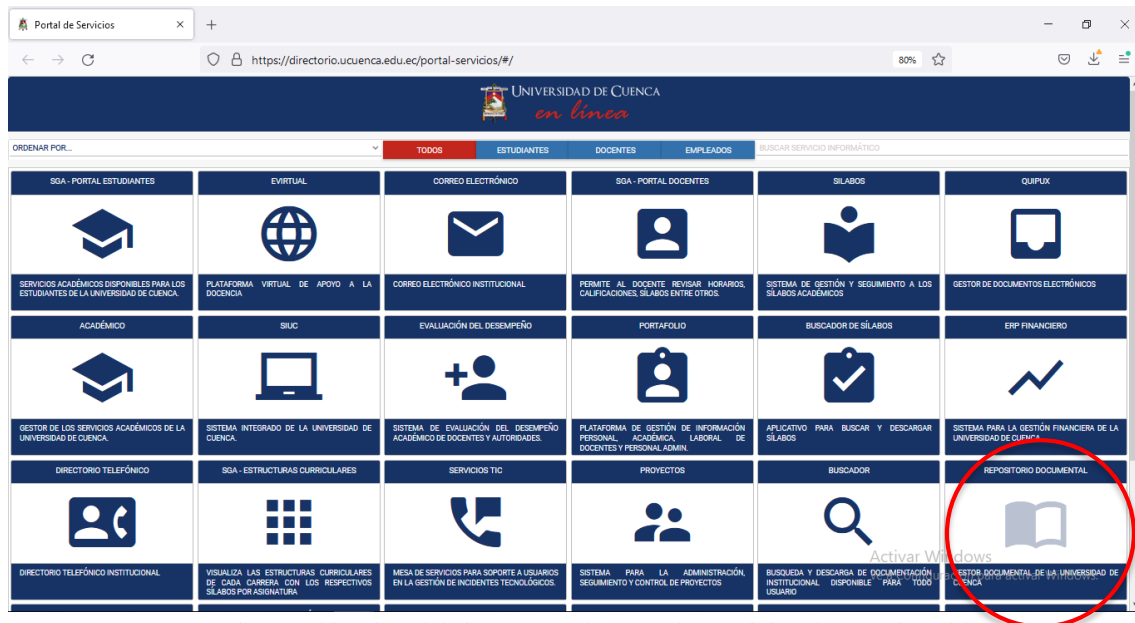 Portal de Servicios
https://directorio.ucuenca.edu.ec/portal-servicios/#/
80%
UNIVERSIDAD DE CUENCA
en línea
ORDENAR POR...
TODOS
ESTUDIANTES
DOCENTES
EMPLEADOS
BUSCAR SERVICIO INFORMÁTICO
SGA - PORTAL ESTUDIANTES
SERVICIOS ACADÉMICOS DISPONIBLES PARA LOS
ESTUDIANTES DE LA UNIVERSIDAD DE CUENCA.
EVIRTUAL
PLATAFORMA VIRTUAL DE APOYO A LA
DOCENCIA
CORREO ELECTRÓNICO
CORREO ELECTRÓNICO INSTITUCIONAL
SGA - PORTAL DOCENTES
PERMITE AL DOCENTE REVISAR HORARIOS,
CALIFICACIONES, SÍLABOS ENTRE OTROS.
SILABOS
SISTEMA DE GESTIÓN Y SEGUIMIENTO A LOS
SÍLABOS ACADÉMICOS
QUIPUX
GESTOR DE DOCUMENTOS ELECTRÓNICOS
ACADÉMICO
GESTOR DE LOS SERVICIOS ACADÉMICOS DE LA
UNIVERSIDAD DE CUENCA.
SIUC
SISTEMA INTEGRADO DE LA UNIVERSIDAD DE
CUENCA.
EVALUACIÓN DEL DESEMPEÑO
SISTEMA DE EVALUACIÓN DEL DESEMPEÑO
ACADÉMICO DE DOCENTES Y AUTORIDADES.
PORTAFOLIO
PLATAFORMA DE GESTIÓN DE INFORMACIÓN
PERSONAL, ACADÉMICA, LABORAL DE
DOCENTES Y PERSONAL ADMIN.
BUSCADOR DE SÍLABOS
APLICATIVO PARA BUSCAR Y DESCARGAR
SÍLABOS
ERP FINANCIERO
SISTEMA PARA LA GESTIÓN FINANCIERA DE LA
UNIVERSIDAD DE CUENCA
DIRECTORIO TELEFÓNICO
DIRECTORIO TELEFÓNICO INSTITUCIONAL
SGA - ESTRUCTURAS CURRICULARES
VISUALIZA LAS ESTRUCTURAS CURRICULARES
DE CADA CARRERA CON LOS RESPECTIVOS
SÍLABOS POR ASIGNATURA
SERVICIOS TIC
MESA DE SERVICIOS PARA SOPORTE A USUARIOS
EN LA GESTIÓN DE INCIDENTES TECNOLÓGICOS.
PROYECTOS
SISTEMA PARA LA ADMINISTRACIÓN,
SEGUIMIENTO Y CONTROL DE PROYECTOS
BUSCADOR
BUSQUEDA Y DESCARGA DE DOCUMENTACIÓN
INSTITUCIONAL DISPONIBLE PARA TODO
USUARIO
REPOSITORIO DOCUMENTAL
GESTOR DOCUMENTAL DE LA UNIVERSIDAD DE
CUENCA
Activar Windows
para activar Windows.